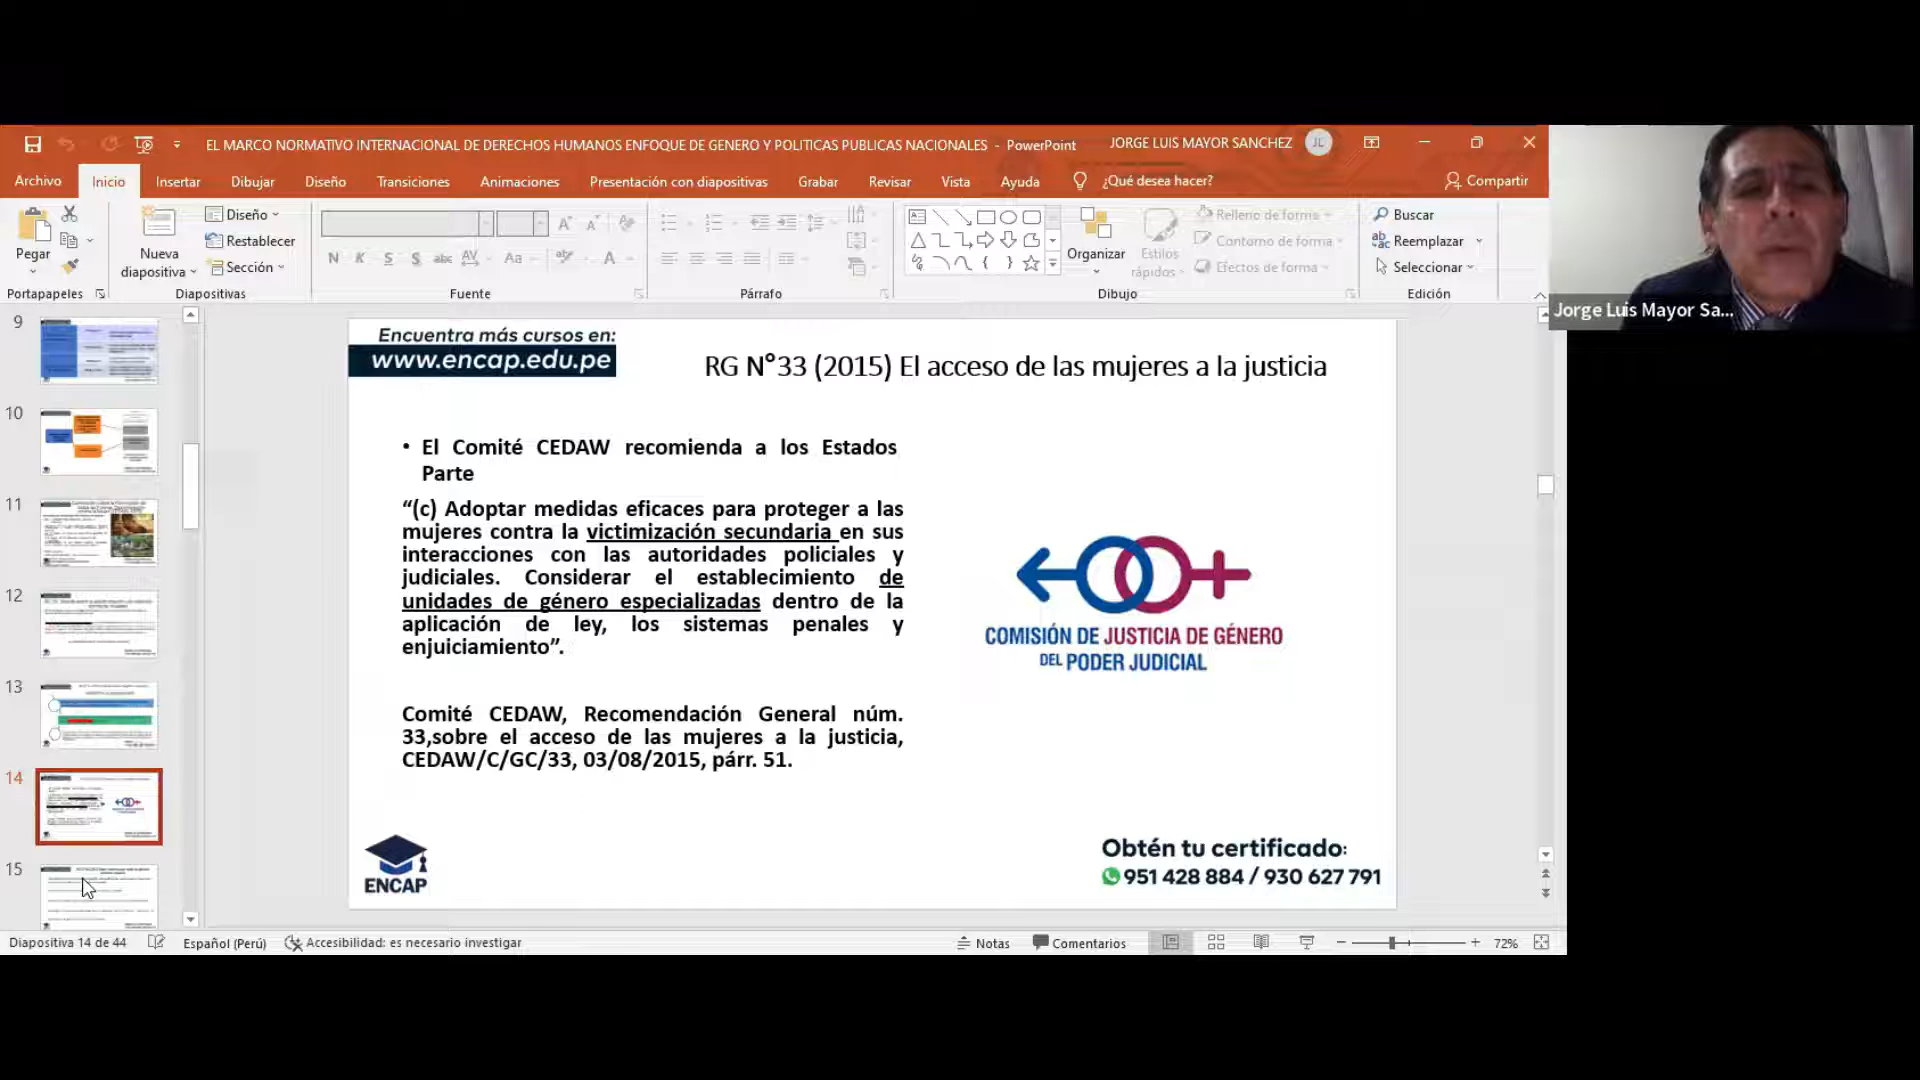 EL MARCO NORMATIVO INTERNACIONAL DE DERECHOS HUMANOS ENFOQUE DE GENERO Y POLITICAS PUBLICAS NACIONALES - PowerPoint
JORGE LUIS MAYOR SANCHEZ
JL
Archivo
Inicio
Insertar
Dibujar
Diseño
Transiciones
Animaciones
Presentación con diapositivas
Grabar
Revisar
Vista
Ayuda
¿Qué desea hacer?
Compartir
Pegar
Nueva
diapositiva
Diseño
Restablecer
Sección
N K S S abc AV Aa A
Organizar
Estilos
rápidos
Relleno de forma
Contorno de forma
Efectos de forma
Buscar
Reemplazar
Seleccionar
Portapapeles
Diapositivas
Fuente
Párrafo
Dibujo
Edición
Jorge Luis Mayor Sa...
9
10
11
12
13
14
15
Encuentra más cursos en:
www.encap.edu.pe
RG N°33 (2015) El acceso de las mujeres a la justicia
• El Comité CEDAW recomienda a los Estados
Parte
“(c) Adoptar medidas eficaces para proteger a las
mujeres contra la victimización secundaria en sus
interacciones con las autoridades policiales y
judiciales. Considerar el establecimiento de
unidades de género especializadas dentro de la
aplicación de ley, los sistemas penales y
enjuiciamiento”.
Comité CEDAW, Recomendación General núm.
33,sobre el acceso de las mujeres a la justicia,
CEDAW/C/GC/33, 03/08/2015, párr. 51.
COMISIÓN DE JUSTICIA DE GÉNERO
DEL PODER JUDICIAL
ENCAP
Obtén tu certificado:
951 428 884 / 930 627 791
Diapositiva 14 de 44
Español (Perú)
Accesibilidad: es necesario investigar
Notas
Comentarios
72%